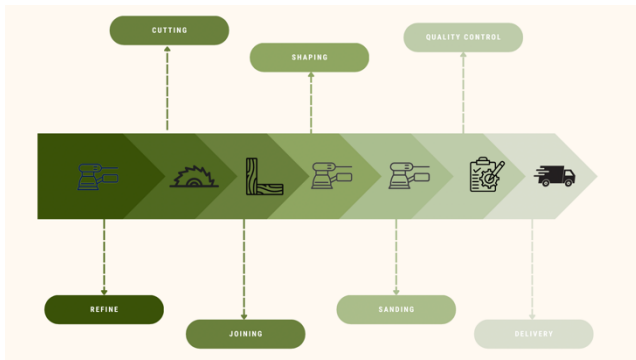 CUTTING
SHAPING
QUALITY CONTROL
REFINE
JOINING
SANDING
DELIVERY